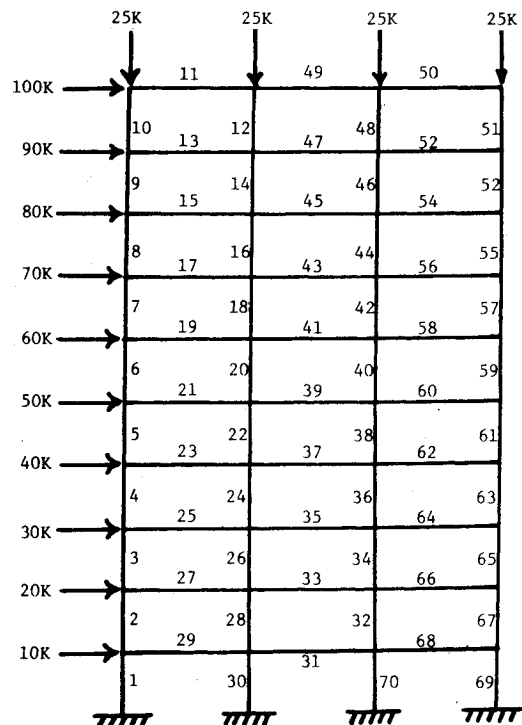 25K 25K 25K 25K
100K 11 49 50
10 12 48 51
90K 13 47 52
9 14 46 52
80K 15 45 54
8 16 44 55
70K 17 43 56
7 18 42 57
60K 19 41 58
6 20 40 59
50K 21 39 60
5 22 38 61
40K 23 37 62
4 24 36 63
30K 25 35 64
3 26 34 65
20K 27 33 66
2 28 32 67
10K 29 31 68
1 30 70 69